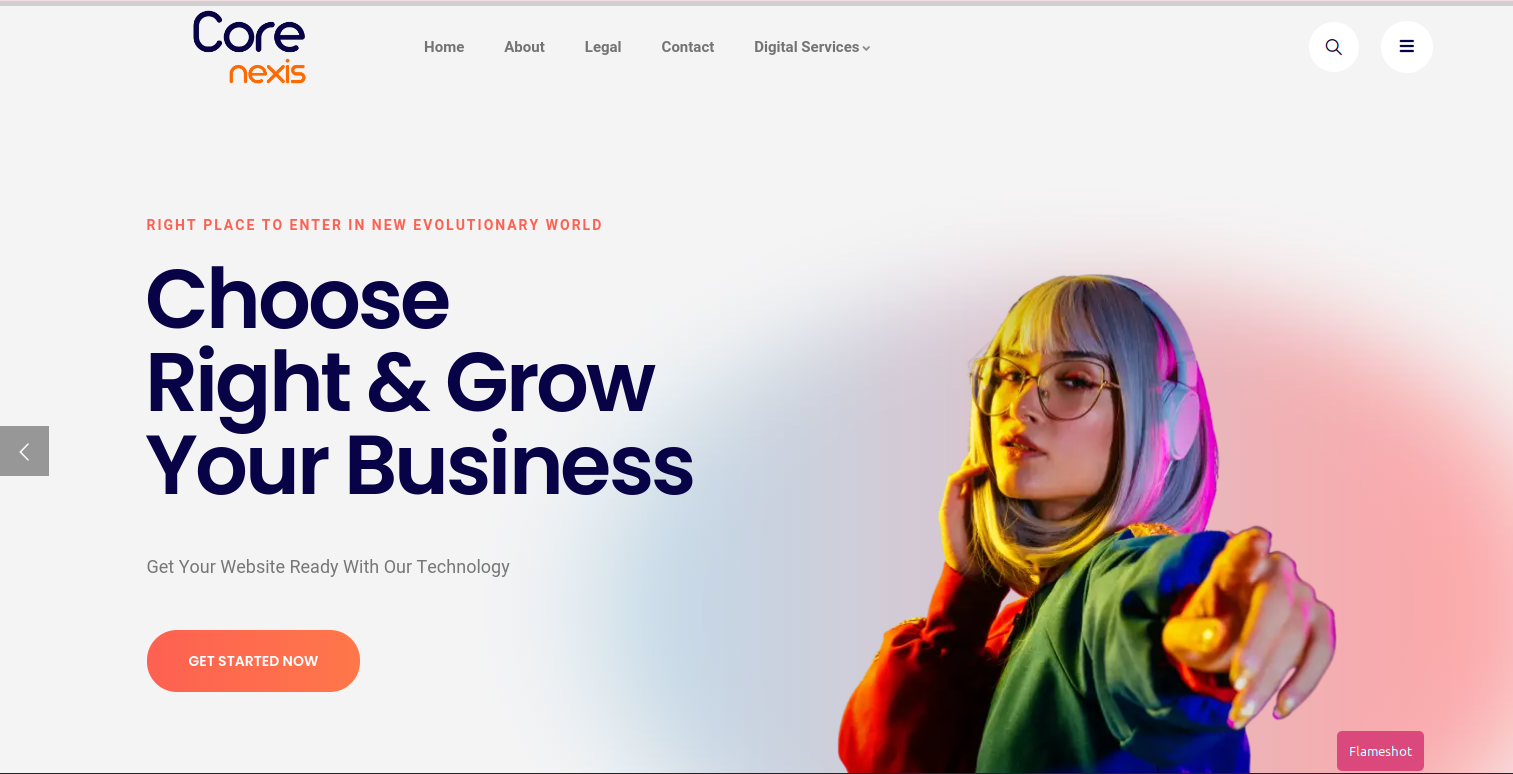 Core
nexis
Home About Legal Contact Digital Services
RIGHT PLACE TO ENTER IN NEW EVOLUTIONARY WORLD
Choose
Right & Grow
Your Business
Get Your Website Ready With Our Technology
GET STARTED NOW
Flameshot